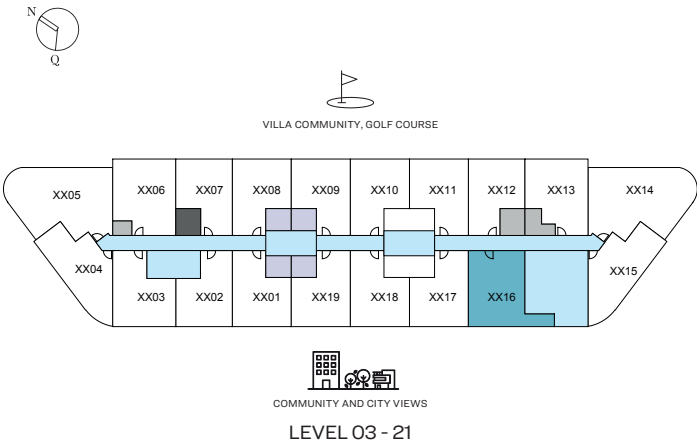 N
Q
VILLA COMMUNITY, GOLF COURSE
XX05 XX06 XX07 XX08 XX09 XX10 XX11 XX12 XX13 XX14
XX04 XX03 XX02 XX01 XX19 XX18 XX17 XX16 XX15
COMMUNITY AND CITY VIEWS
LEVEL 03 - 21